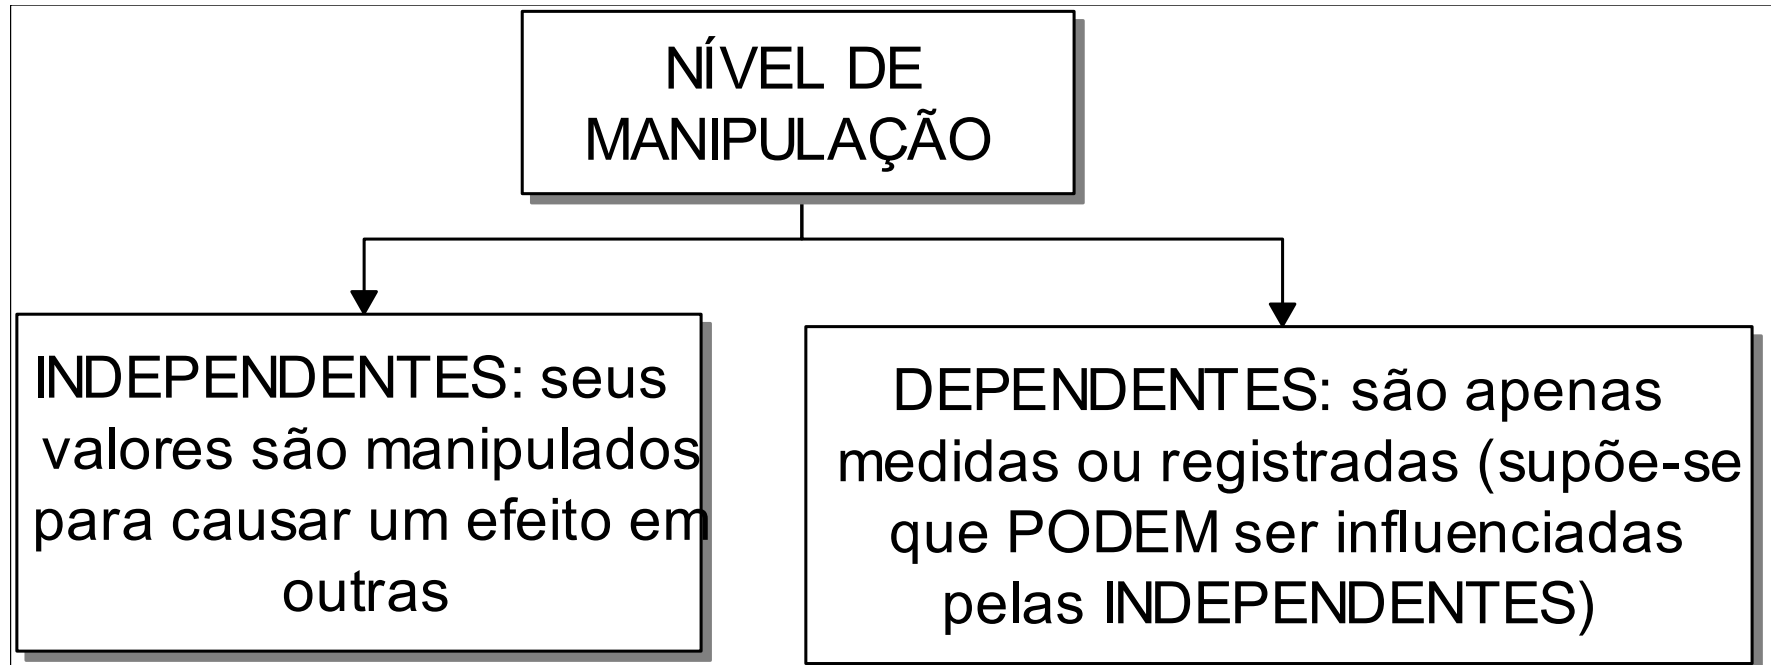 NÍVEL DE
MANIPULAÇÃO
INDEPENDENTES: seus
valores são manipulados
para causar um efeito em
outras
DEPENDENTES: são apenas
medidas ou registradas (supõe-se
que PODEM ser influenciadas
pelas INDEPENDENTES)